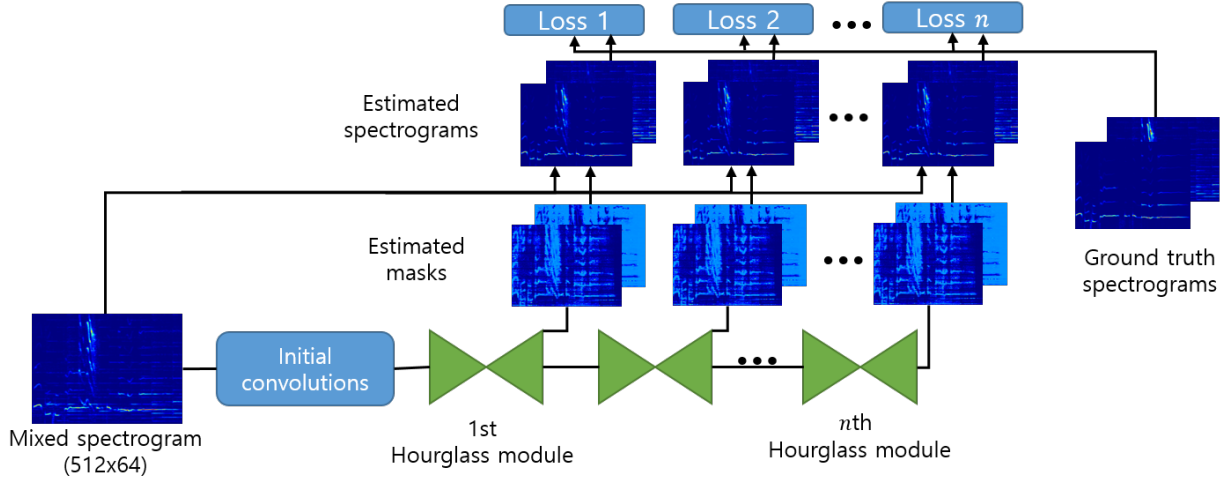 Loss 1
Loss 2
Loss n
Estimated
spectrograms
Estimated
masks
Ground truth
spectrograms
Initial
convolutions
Mixed spectrogram
(512x64)
1st
Hourglass module
nth
Hourglass module